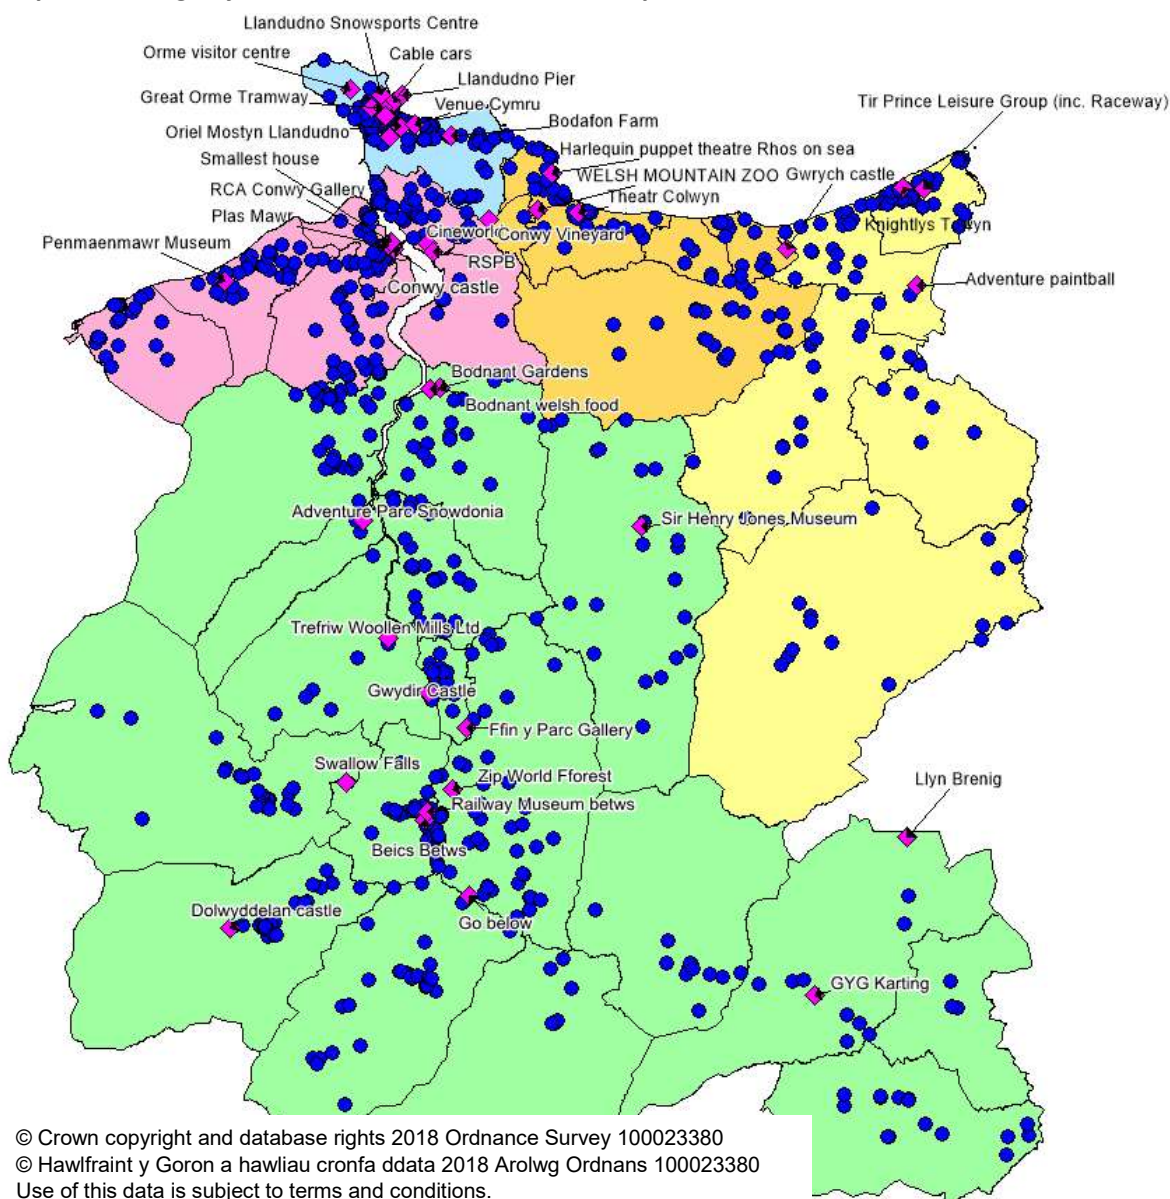 Llandudno Snowsports Centre
Orme visitor centre
Cable cars
Llandudno Pier
Great Orme Tramway
Venue Cymru
Tir Prince Leisure Group (inc. Raceway)
Oriel Mostyn Llandudno
Bodafon Farm
Harlequin puppet theatre Rhos on sea
Smallest house
WELSH MOUNTAIN ZOO
Gwrych castle
RCA Conwy Gallery
Theatr Colwyn
Plas Mawr
Knightlys
Conwy Vineyard
Penmaenmawr Museum
RSPB
Adventure paintball
Conwy castle
Bodnant Gardens
Bodnant welsh food
Adventure Parc Snowdonia
Sir Henry Jones Museum
Trefriw Woollen Mills Ltd
Gwydir Castle
Ffin y Parc Gallery
Swallow Falls
Zip World Fforest
Llyn Brenig
Railway Museum betws
Beics Betws
Dolwyddelan castle
Go below
GYG Karting
© Crown copyright and database rights 2018 Ordnance Survey 100023380
© Hawlfraint y Goron a hawliau cronfa ddata 2018 Arolwg Ordnans 100023380
Use of this data is subject to terms and conditions.